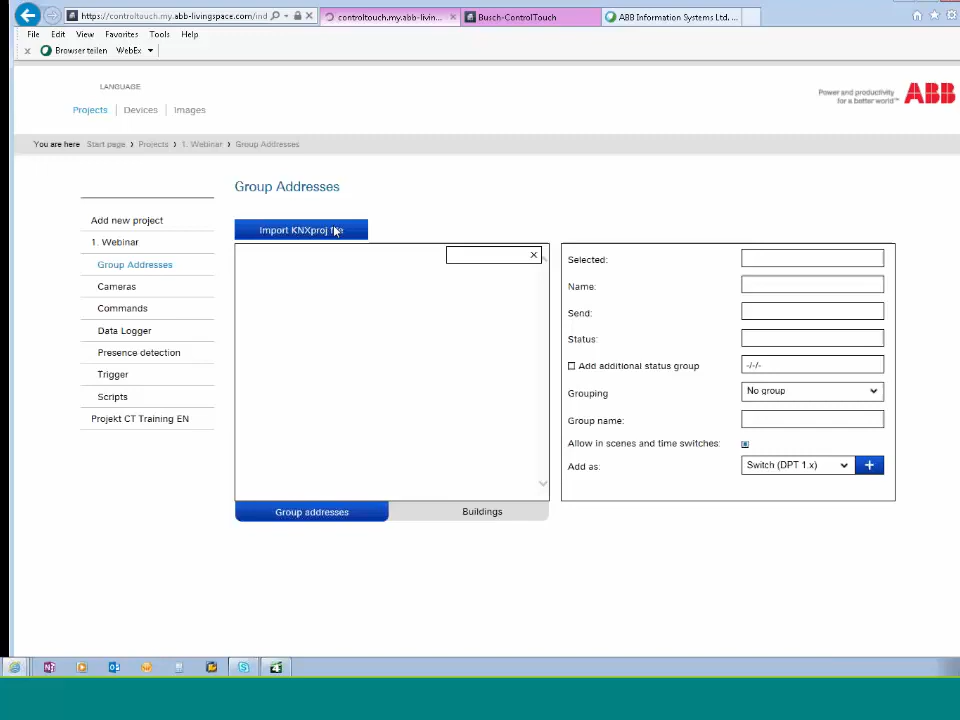 https://controltouch.my.abb-livingspace.com/ind
controltouch.my.abb-livin...
Busch-ControlTouch
ABB Information Systems Ltd. ...
File Edit View Favorites Tools Help
x Browser teilen WebEx
LANGUAGE
Projects | Devices | Images
Power and productivity
for a better world™
ABB
You are here Start page > Projects > 1. Webinar > Group Addresses
Group Addresses
Add new project
1. Webinar
Group Addresses
Cameras
Commands
Data Logger
Presence detection
Trigger
Scripts
Projekt CT Training EN
Import KNXproj file
Group addresses
Buildings
Selected:
Name:
Send:
Status:
Add additional status group -/-/-
Grouping No group
Group name:
Allow in scenes and time switches:
Add as: Switch (DPT 1.x) +